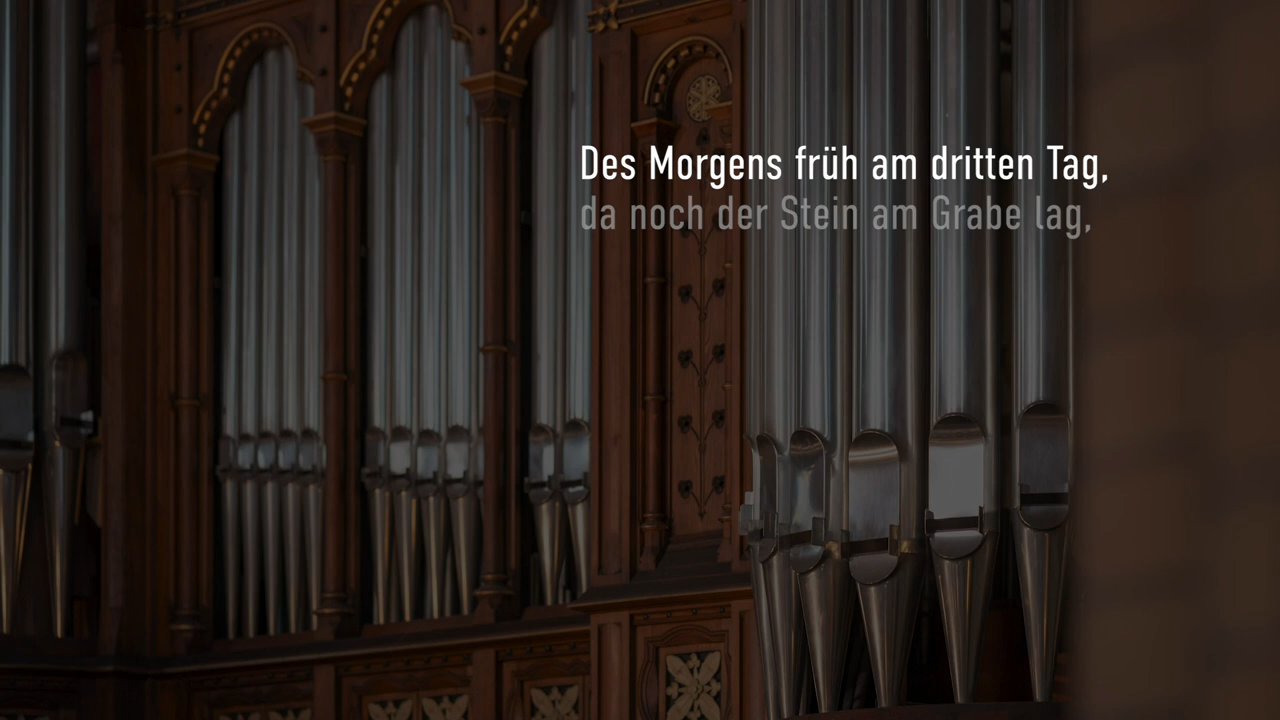 Des Morgens früh am dritten Tag,
da noch der Stein am Grabe lag,